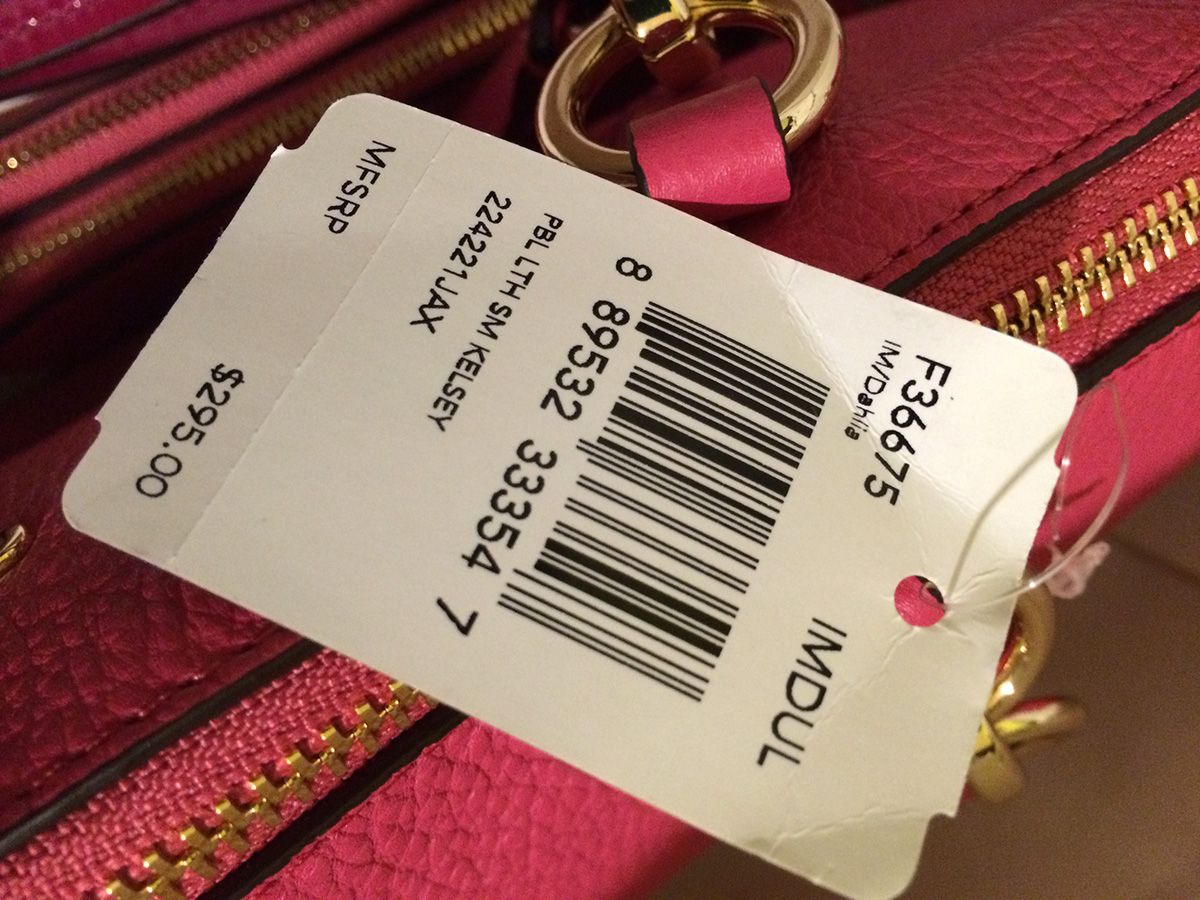 F36675 IMDUL
IM/Dahlia
8 89532 33354 7
PBL LTH SM KELSEY
224221JAX
MFSRP $295.00